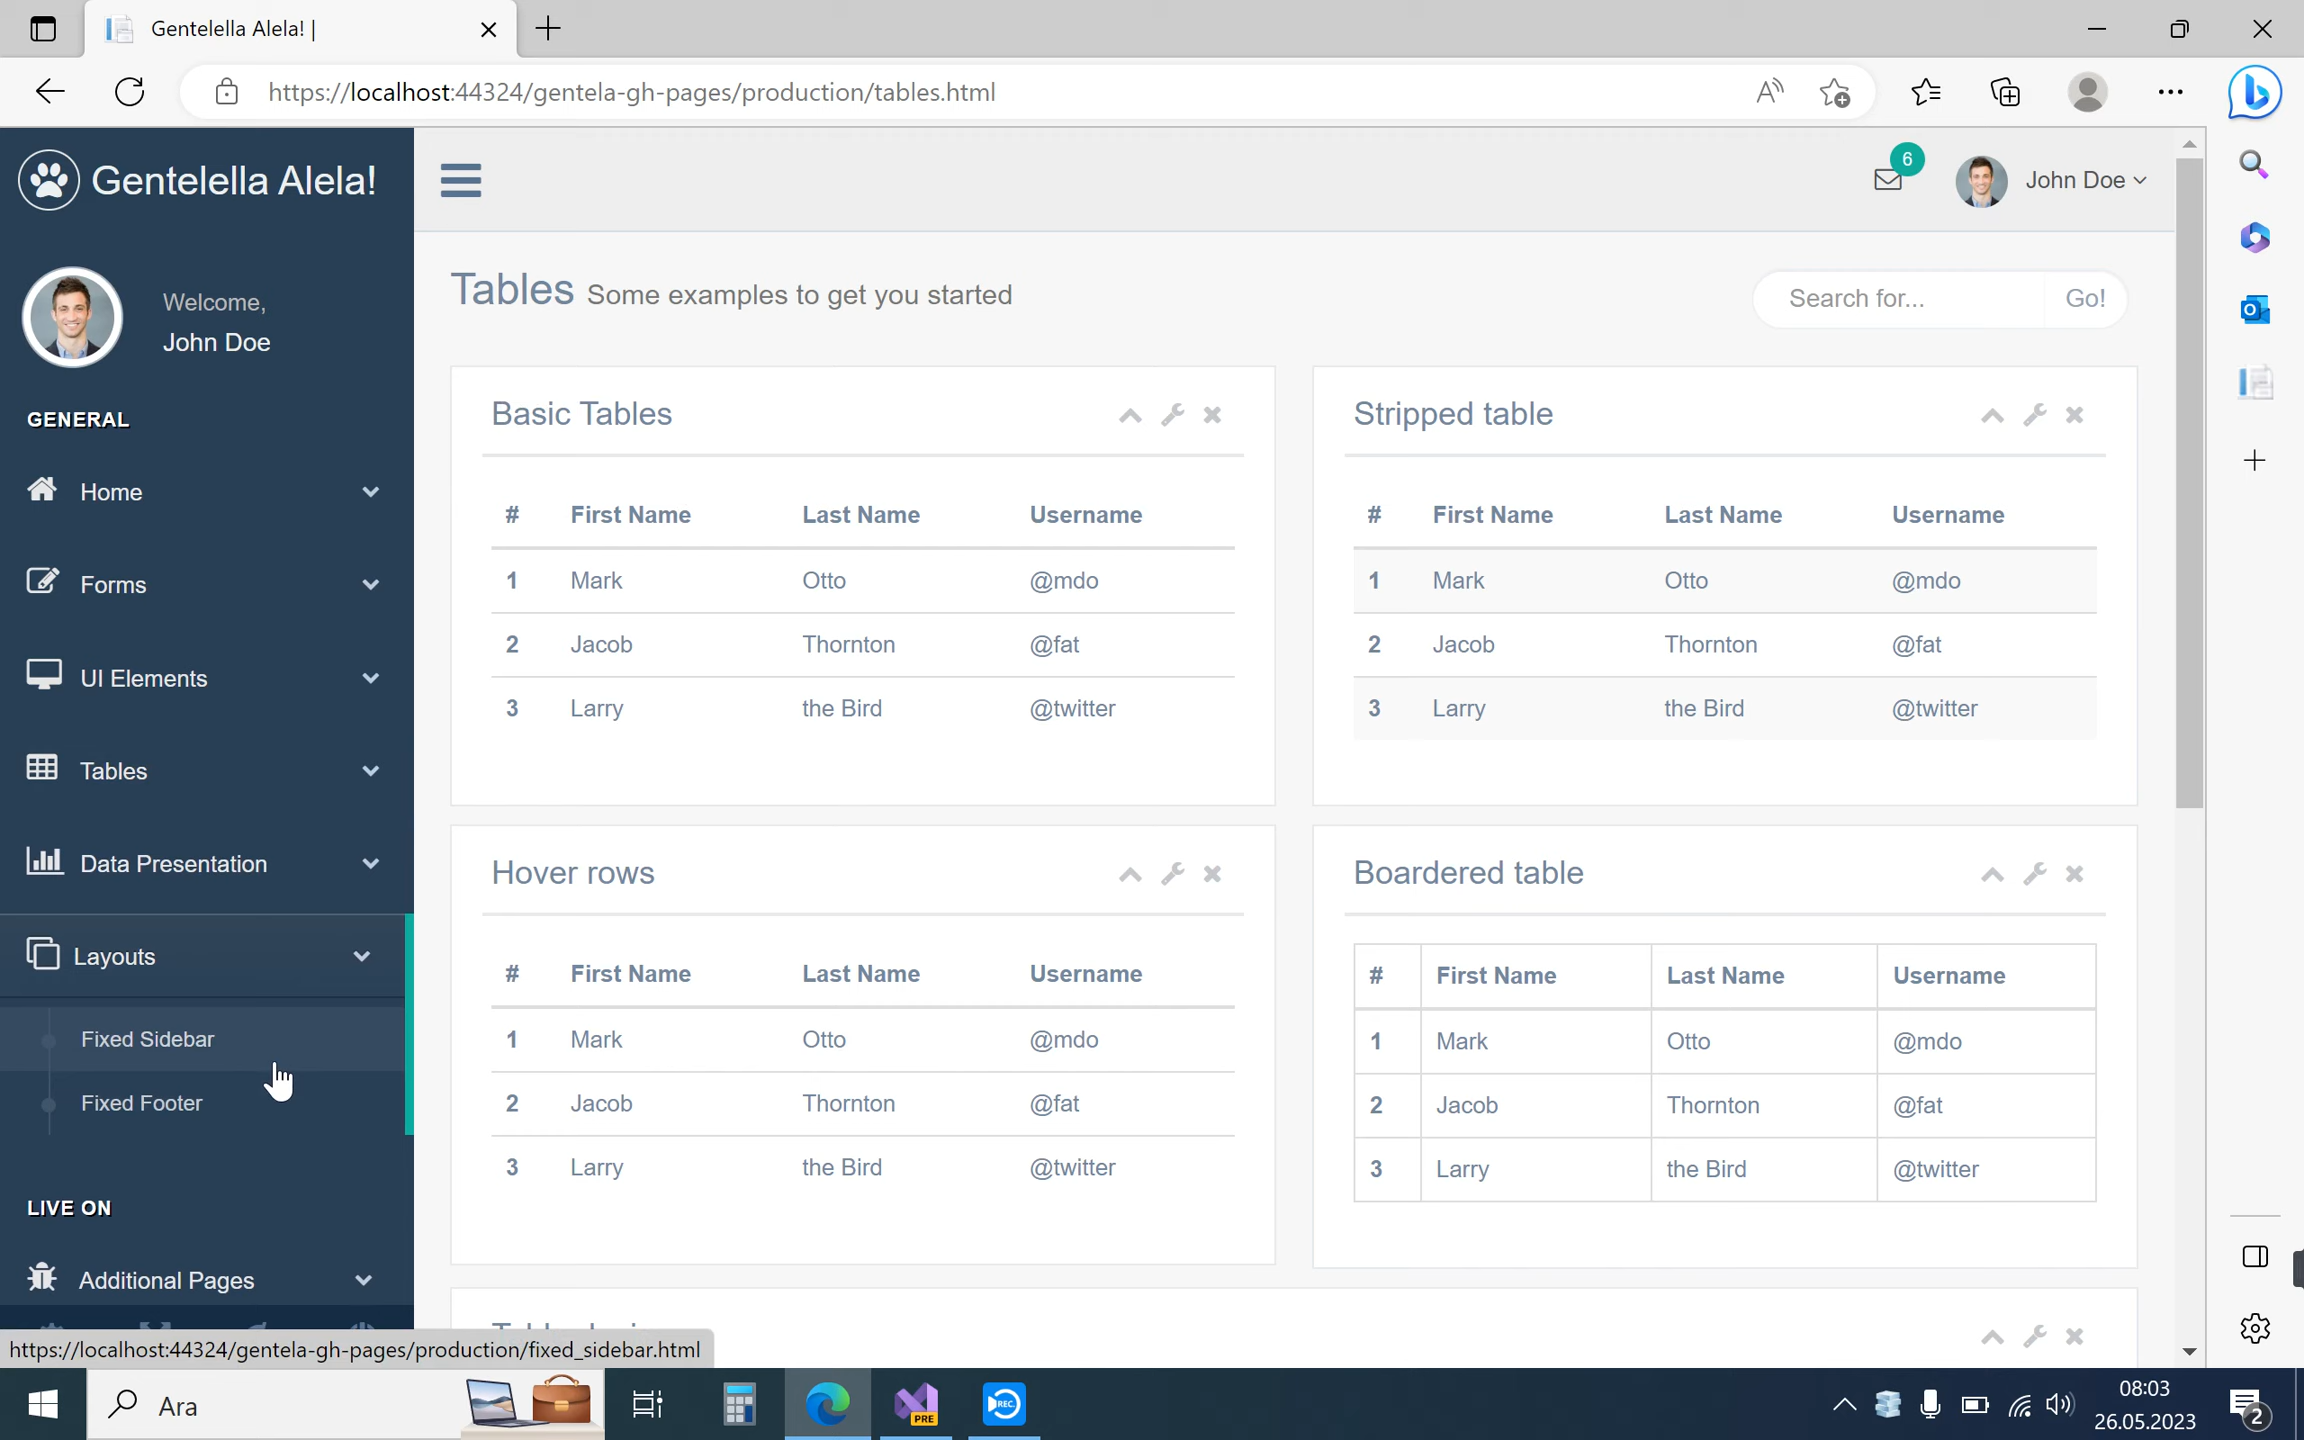 Gentelella Alela! |
https://localhost:44324/gentela-gh-pages/production/tables.html
Gentelella Alela!
6
John Doe
Welcome,
John Doe
GENERAL
Home
Forms
UI Elements
Tables
Data Presentation
Layouts
Fixed Sidebar
Fixed Footer
LIVE ON
Additional Pages
https://localhost:44324/gentela-gh-pages/production/fixed_sidebar.html
Tables Some examples to get you started
Search for... Go!
Basic Tables
# First Name Last Name Username
1 Mark Otto @mdo
2 Jacob Thornton @fat
3 Larry the Bird @twitter
Stripped table
# First Name Last Name Username
1 Mark Otto @mdo
2 Jacob Thornton @fat
3 Larry the Bird @twitter
Hover rows
# First Name Last Name Username
1 Mark Otto @mdo
2 Jacob Thornton @fat
3 Larry the Bird @twitter
Boardered table
# First Name Last Name Username
1 Mark Otto @mdo
2 Jacob Thornton @fat
3 Larry the Bird @twitter
Ara
PRE
REC
08:03
26.05.2023
2